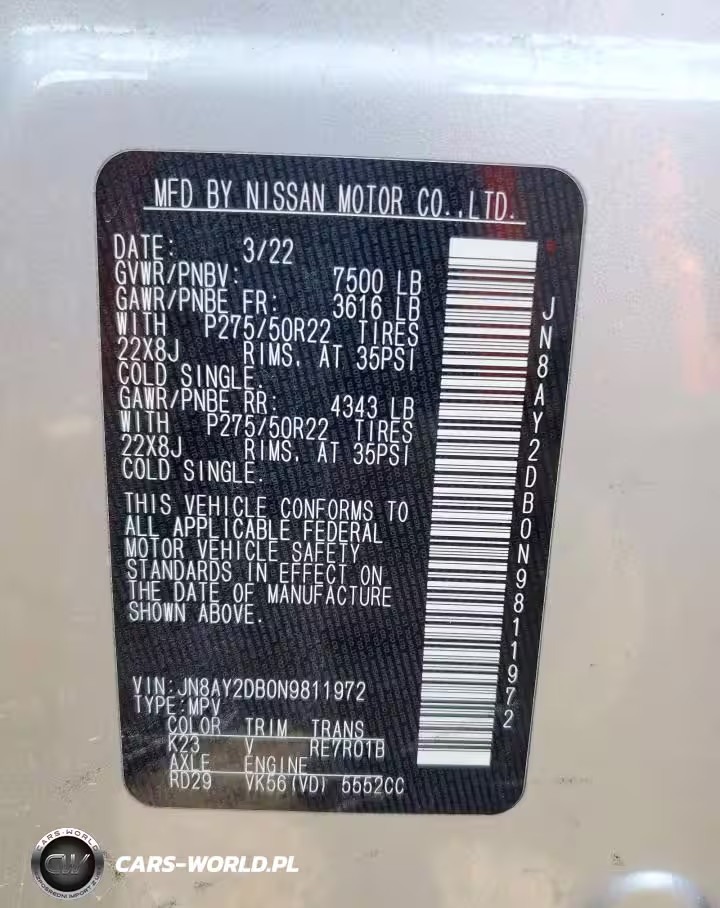 MFD BY NISSAN MOTOR CO.,LTD.
DATE: 3/22
GVWR/PNBV: 7500 LB
GAWR/PNBE FR: 3616 LB
WITH P275/50R22 TIRES
22X8J RIMS, AT 35PSI
COLD SINGLE.
GAWR/PNBE RR: 4343 LB
WITH P275/50R22 TIRES
22X8J RIMS, AT 35PSI
COLD SINGLE.
THIS VEHICLE CONFORMS TO
ALL APPLICABLE FEDERAL
MOTOR VEHICLE SAFETY
STANDARDS IN EFFECT ON
THE DATE OF MANUFACTURE
SHOWN ABOVE.
VIN:JN8AY2DB0N9811972
TYPE:MPV
COLOR TRIM TRANS
K23 V RE7R01B
AXLE ENGINE
RD29 VK56(VD) 5552CC
JN8AY2DB0N9811972
CARS-WORLD
CW
CARS-WORLD.PL